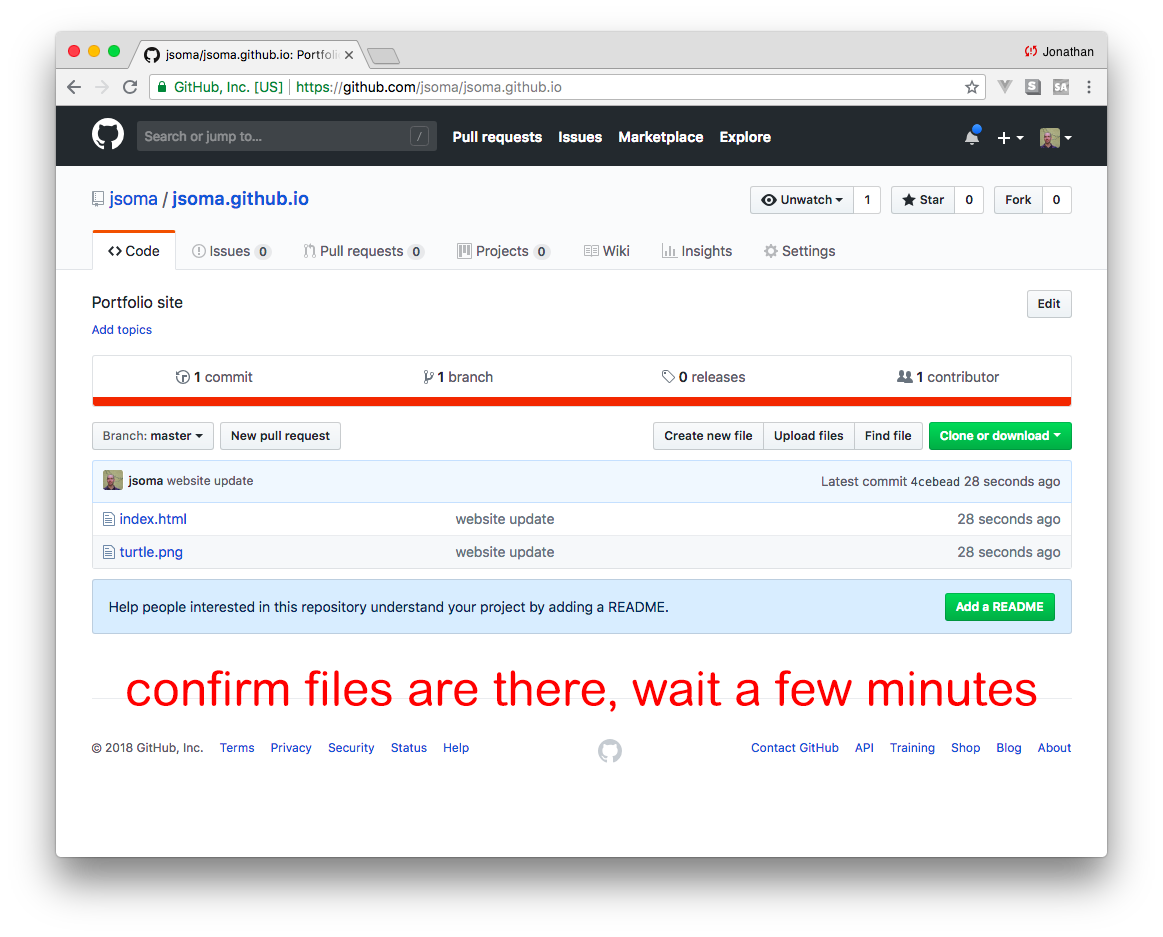 jsoma/jsoma.github.io: Portfoli
Jonathan
GitHub, Inc. [US] https://github.com/jsoma/jsoma.github.io S SA
Search or jump to... / Pull requests Issues Marketplace Explore
jsoma / jsoma.github.io Unwatch 1 Star 0 Fork 0
Code Issues 0 Pull requests 0 Projects 0 Wiki Insights Settings
Portfolio site Edit
Add topics
1 commit 1 branch 0 releases 1 contributor
Branch: master New pull request Create new file Upload files Find file Clone or download
jsoma website update Latest commit 4cebead 28 seconds ago
index.html website update 28 seconds ago
turtle.png website update 28 seconds ago
Help people interested in this repository understand your project by adding a README. Add a README
confirm files are there, wait a few minutes
© 2018 GitHub, Inc. Terms Privacy Security Status Help Contact GitHub API Training Shop Blog About